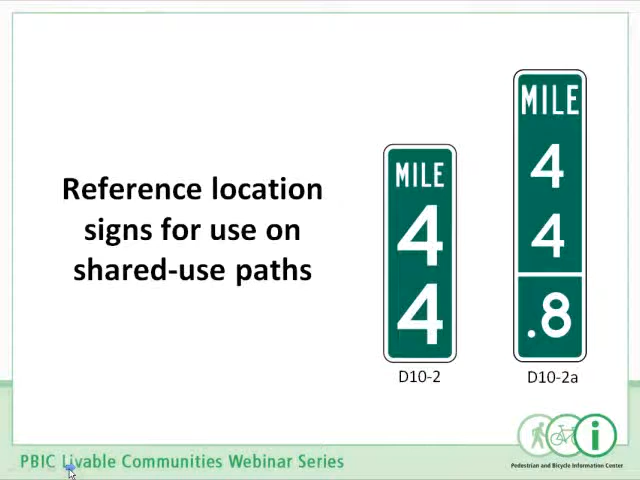 Reference location
signs for use on
shared-use paths
MILE
4
4
D10-2
MILE
4
4
.8
D10-2a
PBIC Livable Communities Webinar Series
i
Pedestrian and Bicycle Information Center